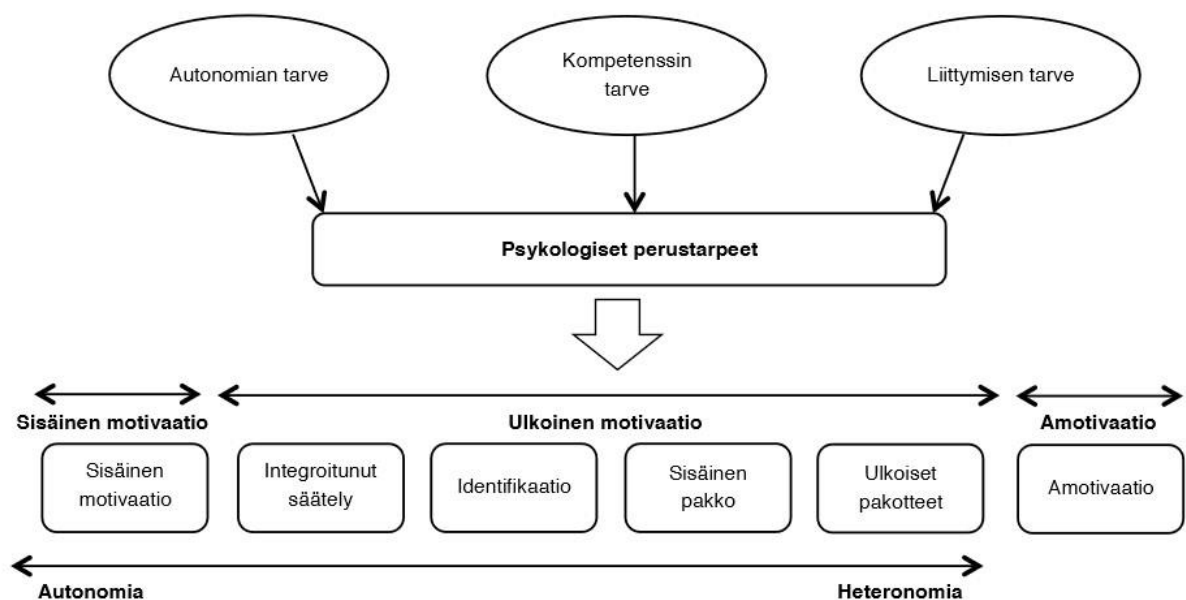 Autonomian tarve
Kompetenssin
tarve
Liittymisen tarve
Psykologiset perustarpeet
Sisäinen motivaatio
Ulkoinen motivaatio
Amotivaatio
Sisäinen
motivaatio
Integroitunut
säätely
Identifikaatio
Sisäinen
pakko
Ulkoiset
pakotteet
Amotivaatio
Autonomia
Heteronomia